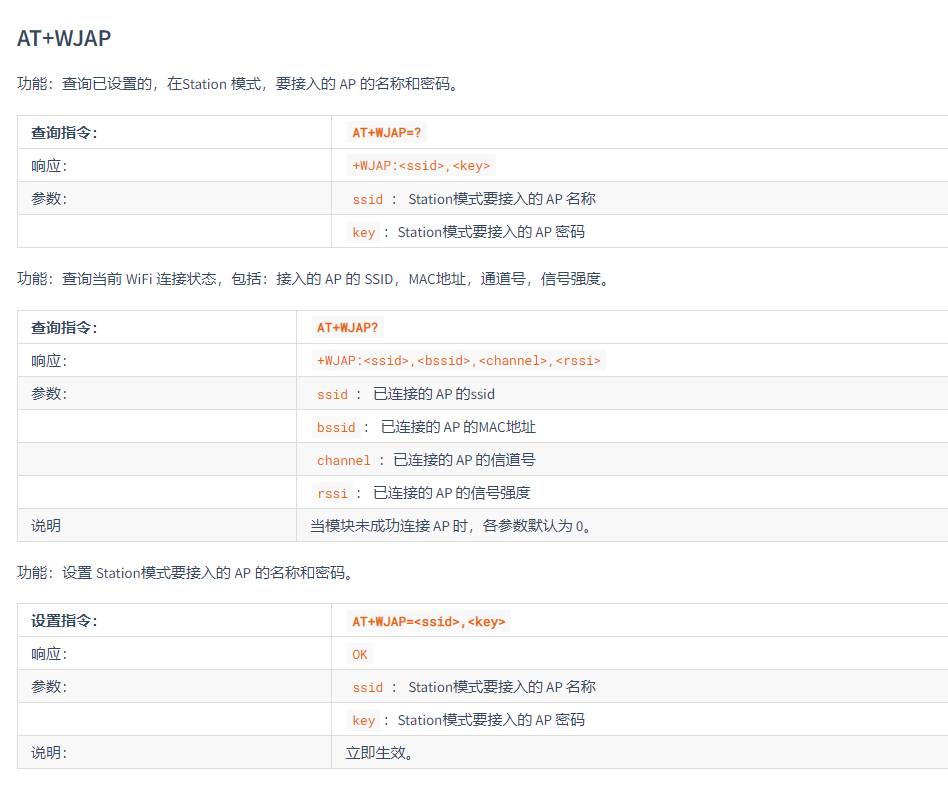 AT+WJAP
功能：查询已设置的，在Station 模式，要接入的 AP 的名称和密码。
查询指令： AT+WJAP=?
响应： +WJAP:<ssid>,<key>
参数： ssid ： Station模式要接入的 AP 名称
key ： Station模式要接入的 AP 密码
功能：查询当前 WiFi 连接状态，包括：接入的 AP 的 SSID，MAC地址，通道号，信号强度。
查询指令： AT+WJAP?
响应： +WJAP:<ssid>,<bssid>,<channel>,<rssi>
参数： ssid ： 已连接的 AP 的ssid
bssid ： 已连接的 AP 的MAC地址
channel ： 已连接的 AP 的信道号
rssi ： 已连接的 AP 的信号强度
说明 当模块未成功连接 AP 时，各参数默认为 0。
功能：设置 Station模式要接入的 AP 的名称和密码。
设置指令： AT+WJAP=<ssid>,<key>
响应： OK
参数： ssid ： Station模式要接入的 AP 名称
key ： Station模式要接入的 AP 密码
说明： 立即生效。